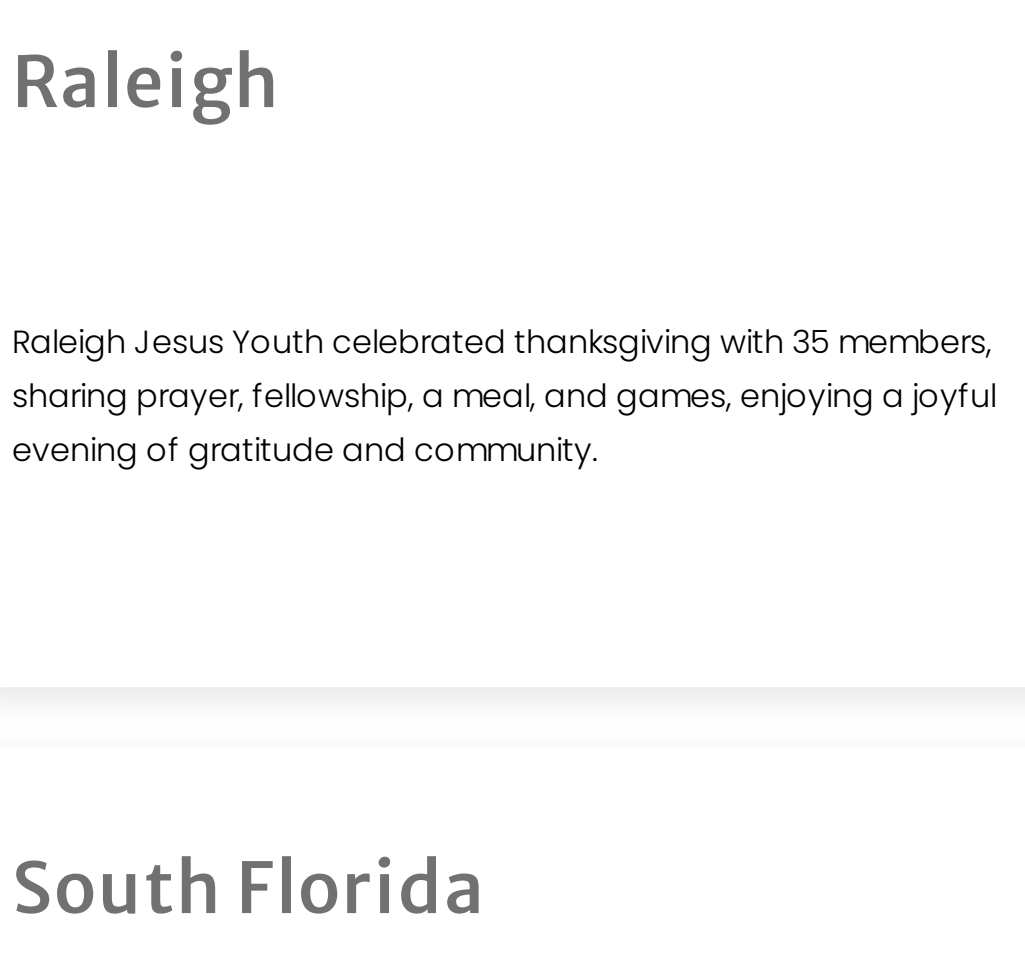 Raleigh
Raleigh Jesus Youth celebrated thanksgiving with 35 members,
sharing prayer, fellowship, a meal, and games, enjoying a joyful
evening of gratitude and community.
South Florida